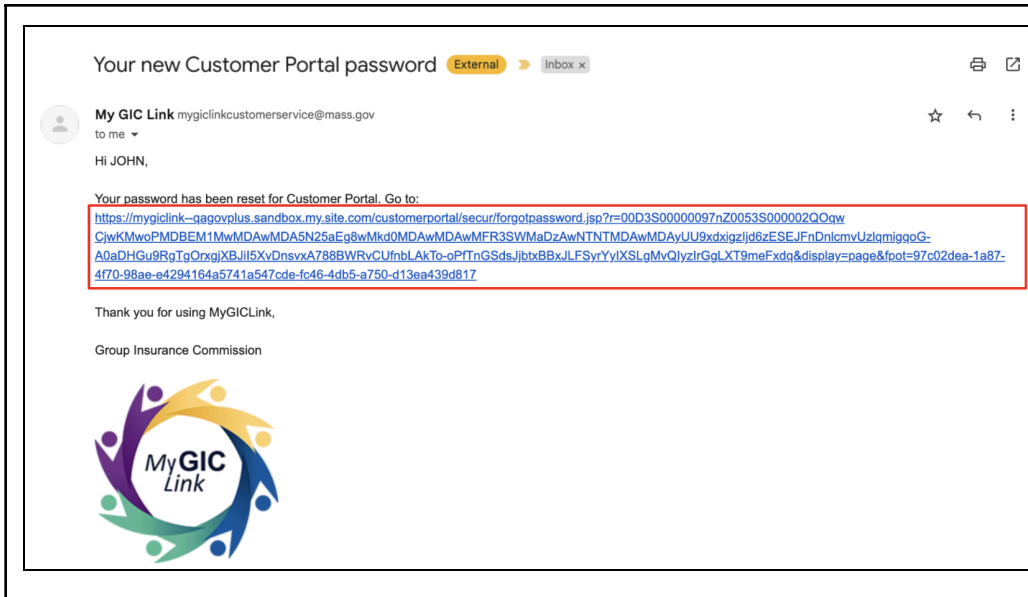 Your new Customer Portal password External Inbox ×
My GIC Link mygiclinkcustomerservice@mass.gov
to me
Hi JOHN,
Your password has been reset for Customer Portal. Go to:
https://mygiclink--qagovplus.sandbox.my.site.com/customerportal/secur/forgotpassword.jsp?r=00D3S00000097nZ0053S000002QOqw
CjwKMwoPMDBEM1MwMDAwMDA5N25aEg8wMkd0MDAwMDAwMFR3SWMaDzAwNTNTMDAwMDAyUU9xdxigzljd6zESEJFnDnlcmvUzlqmigqoG-
A0aDHGu9RgTgOrxgjXBJiI5XvDnsvxA788BWRvCUfnbLAkTo-oPfTnGSdsJjbtxBBxJLFSyrYyIXSLgMvQIyzIrGgLXT9meFxdq&display=page&fpot=97c02dea-1a87-
4f70-98ae-e4294164a5741a547cde-fc46-4db5-a750-d13ea439d817
Thank you for using MyGICLink,
Group Insurance Commission
MyGIC
Link